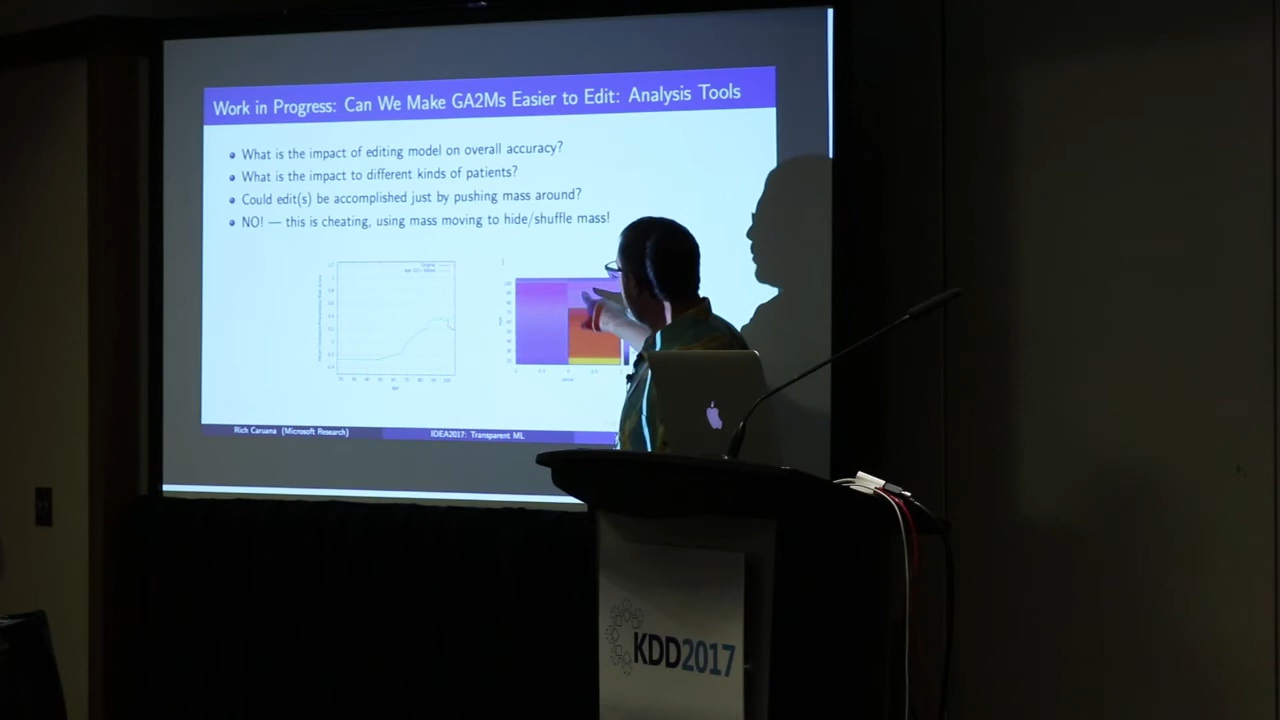 Work in Progress: Can We Make GA2Ms Easier to Edit: Analysis Tools
What is the impact of editing model on overall accuracy?
What is the impact to different kinds of patients?
Could edit(s) be accomplished just by pushing mass around?
NO! — this is cheating, using mass moving to hide/shuffle mass!
age
cancer
Rich Caruana (Microsoft Research)
IDEA2017: Transparent ML
KDD2017